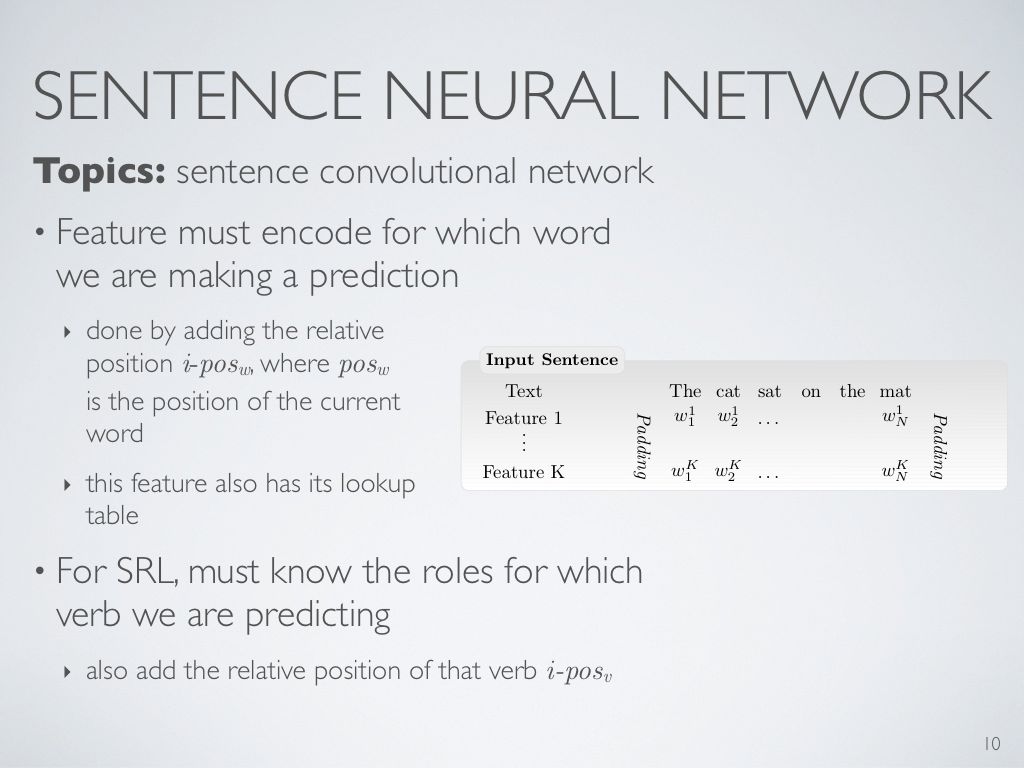 SENTENCE NEURAL NETWORK
Topics: sentence convolutional network
• Feature must encode for which word
we are making a prediction
‣ done by adding the relative
position i-pos_w, where pos_w
is the position of the current
word
‣ this feature also has its lookup
table
• For SRL, must know the roles for which
verb we are predicting
‣ also add the relative position of that verb i-pos_v
Input Sentence
Text The cat sat on the mat
Feature 1 w_1^1 w_2^1 . . . w_N^1
⋮
Feature K w_1^K w_2^K . . . w_N^K
Padding
Padding
10